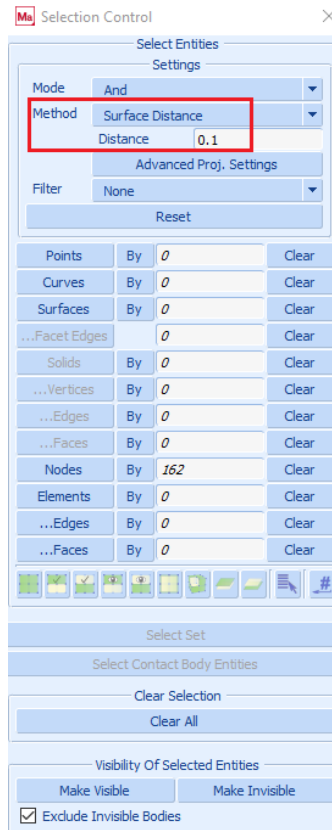 Ma Selection Control
Select Entities
Settings
Mode And
Method Surface Distance
Distance 0.1
Advanced Proj. Settings
Filter None
Reset
Points By 0 Clear
Curves By 0 Clear
Surfaces By 0 Clear
...Facet Edges 0 Clear
Solids By 0 Clear
...Vertices By 0 Clear
...Edges By 0 Clear
...Faces By 0 Clear
Nodes By 162 Clear
Elements By 0 Clear
...Edges By 0 Clear
...Faces By 0 Clear
#
Select Set
Select Contact Body Entities
Clear Selection
Clear All
Visibility Of Selected Entities
Make Visible Make Invisible
Exclude Invisible Bodies